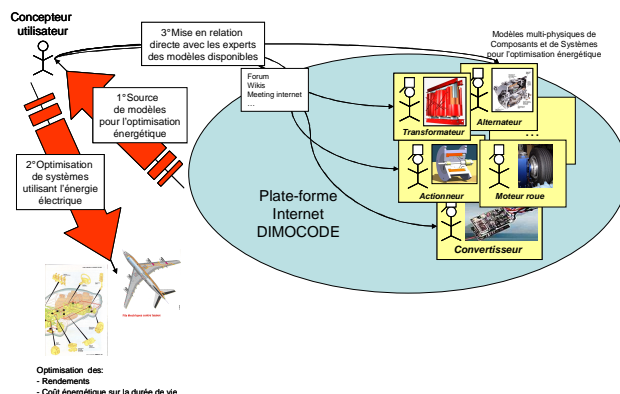 Concepteur
utilisateur
3°Mise en relation
directe avec les experts
des modèles disponibles
Modèles multi-physiques de
Composants et de Systèmes
pour l'optimisation énergétique
Forum
Wikis
Meeting internet
…
1°Source
de modèles
pour l'optimisation
énergétique
2°Optimisation
de systèmes
utilisant l'énergie
électrique
Transformateur
Alternateur
. . .
Actionneur
Moteur roue
Convertisseur
Plate-forme
Internet
DIMOCODE
Optimisation des:
- Rendements
- Coût énergétique sur la durée de vie